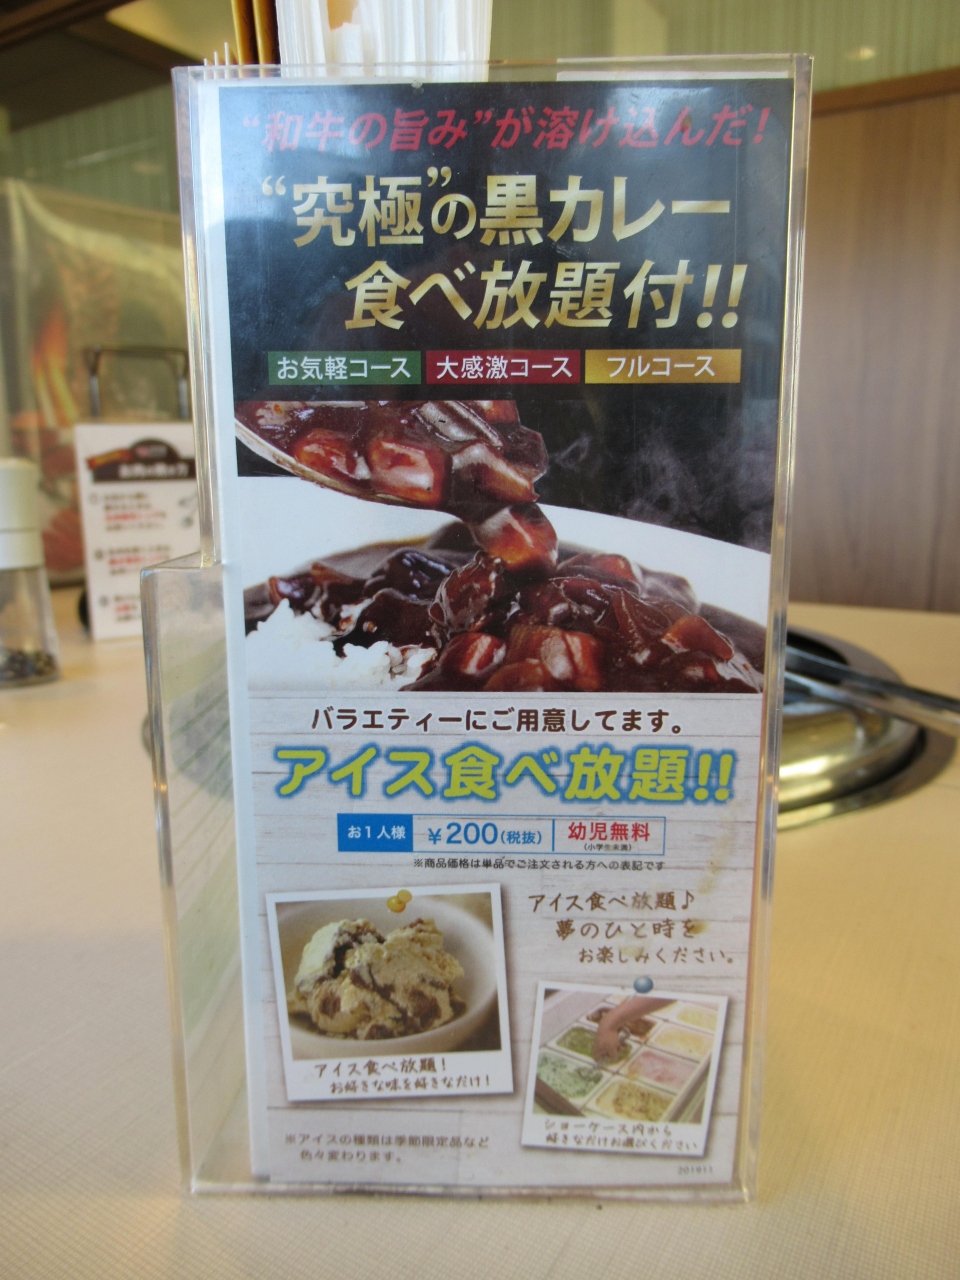 “和牛の旨み”が溶け込んだ！
“究極”の黒カレー
食べ放題付!!
お気軽コース 大感激コース フルコース
バラエティーにご用意してます。
アイス食べ放題!!
お1人様 ¥200(税抜) 幼児無料
(小学生未満)
※商品価格は単品でご注文される方への表記です
アイス食べ放題♪
夢のひと時を
お楽しみください。
アイス食べ放題！
お好きな味を好きなだけ！
ショーケース内から
好きなだけお選びください
※アイスの種類は季節限定品など
色々変わります。
201811